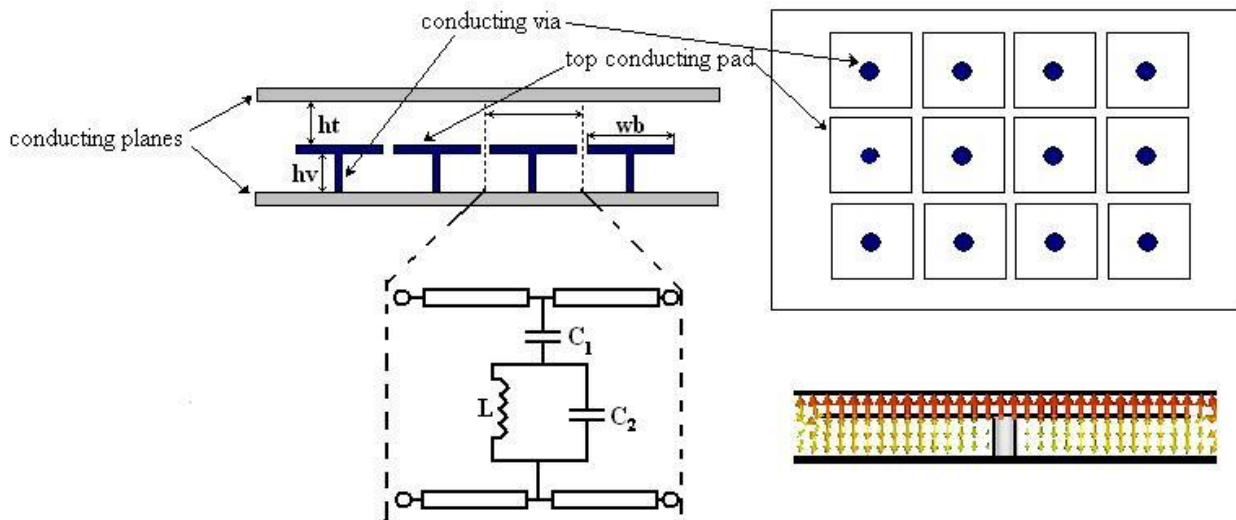 conducting via
top conducting pad
conducting planes
ht
wb
hv
C1
L
C2